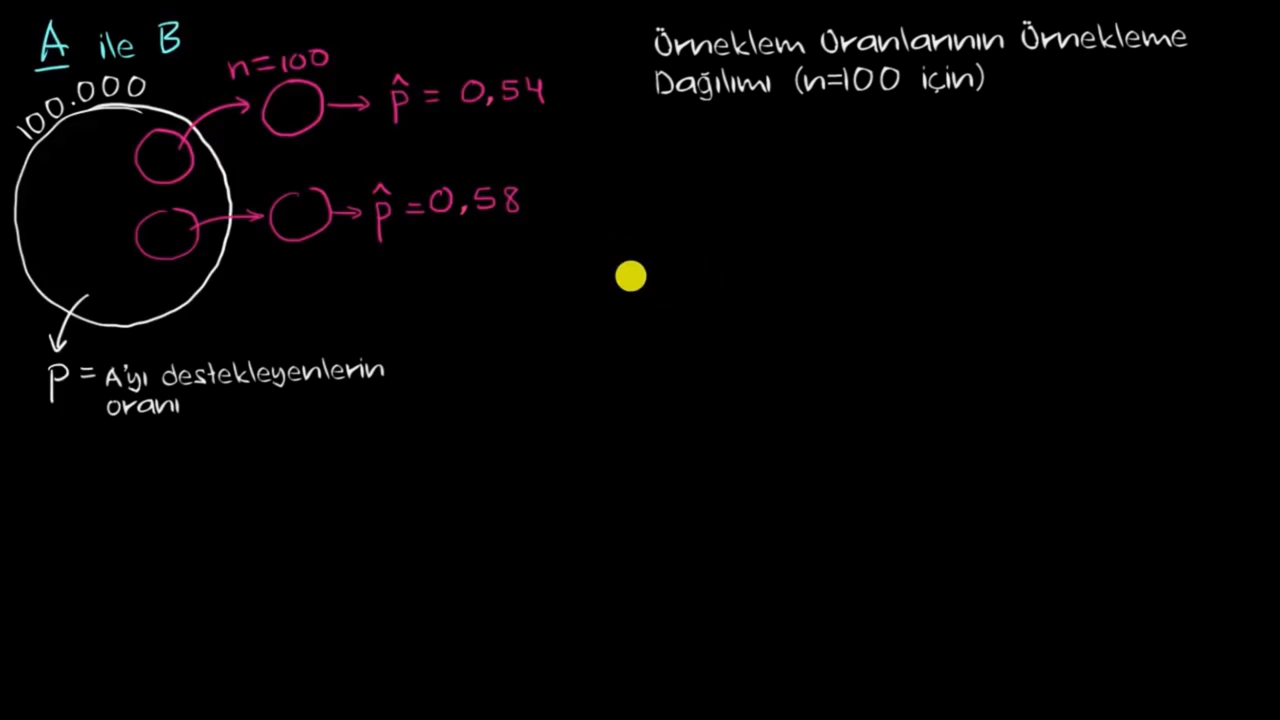 A ile B
100.000
n=100
p̂ = 0,54
p̂ = 0,58
p = A'yı destekleyenlerin
oranı
Örneklem Oranlarının Örnekleme
Dağılımı (n=100 için)